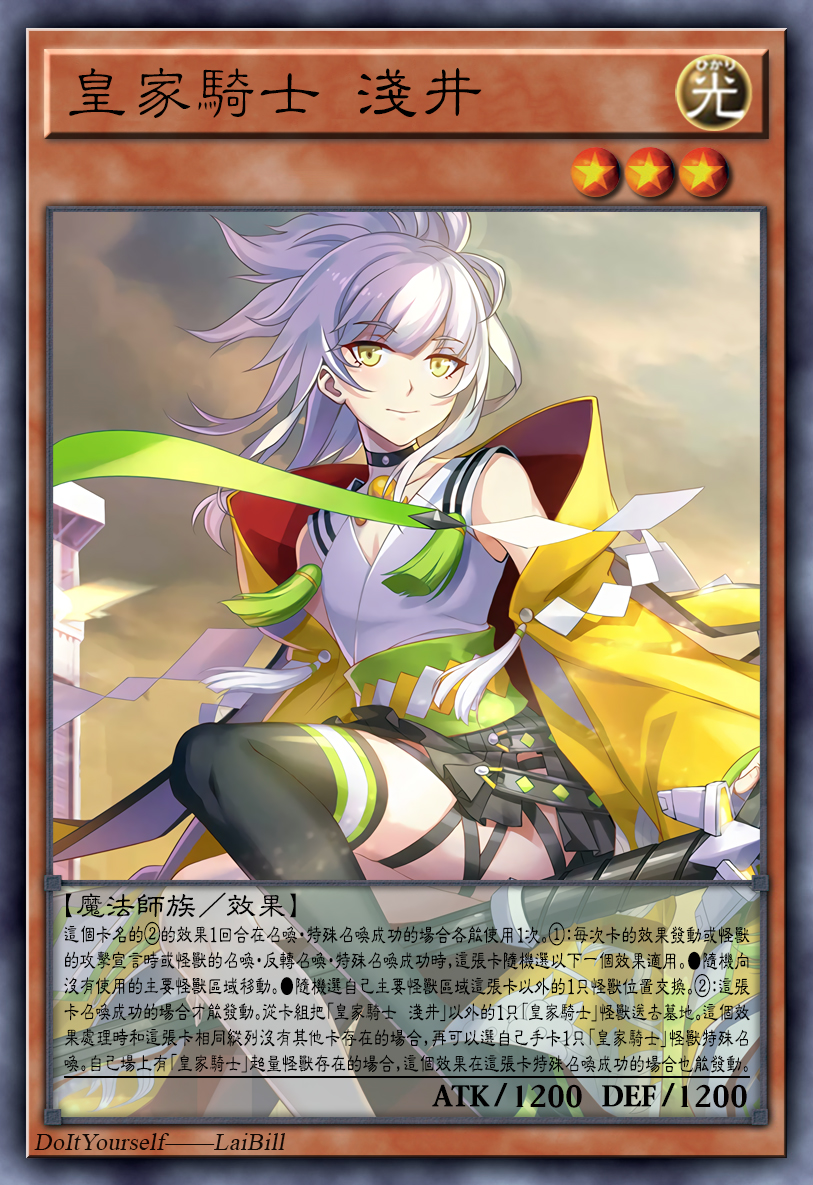 皇家騎士 淺井
ひかり
光
【魔法師族／效果】
這個卡名的②的效果1回合在召喚·特殊召喚成功的場合各能使用1次。①：每次卡的效果發動或怪獸
的攻擊宣言時或怪獸的召喚·反轉召喚·特殊召喚成功時，這張卡隨機選以下一個效果適用。●隨機向
沒有使用的主要怪獸區域移動。●隨機選自己主要怪獸區域這張卡以外的1只怪獸位置交換。②：這張
卡召喚成功的場合才能發動。從卡組把「皇家騎士 淺井」以外的1只「皇家騎士」怪獸送去墓地。這個效
果處理時和這張卡相同縱列沒有其他卡存在的場合，再可以選自己手卡1只「皇家騎士」怪獸特殊召
喚。自己場上有「皇家騎士」超量怪獸存在的場合，這個效果在這張卡特殊召喚成功的場合也能發動。
ATK/1200 DEF/1200
DoItYourself——LaiBill